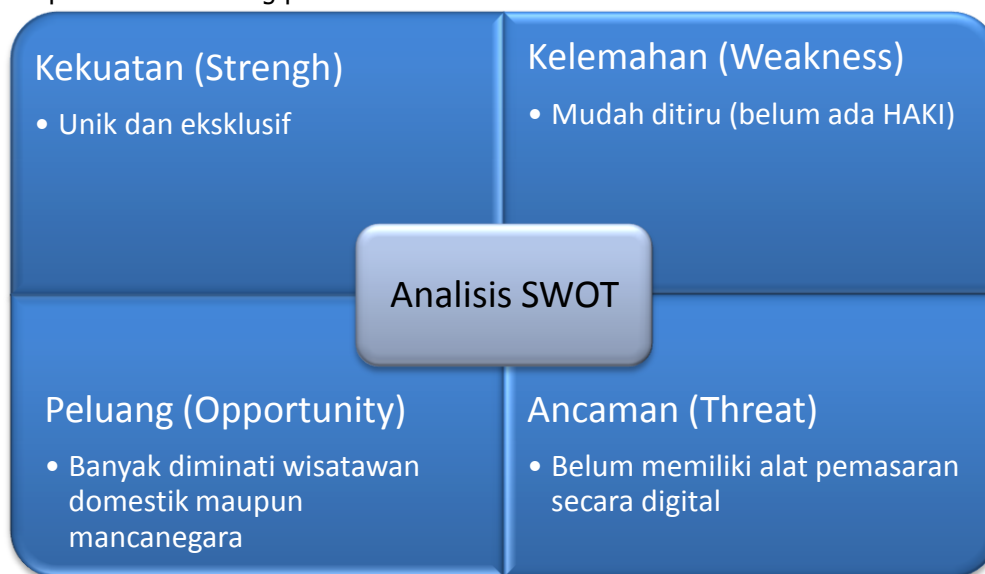 Kekuatan (Strengh)
• Unik dan eksklusif
Kelemahan (Weakness)
• Mudah ditiru (belum ada HAKI)
Analisis SWOT
Peluang (Opportunity)
• Banyak diminati wisatawan
domestik maupun
mancanegara
Ancaman (Threat)
• Belum memiliki alat pemasaran
secara digital